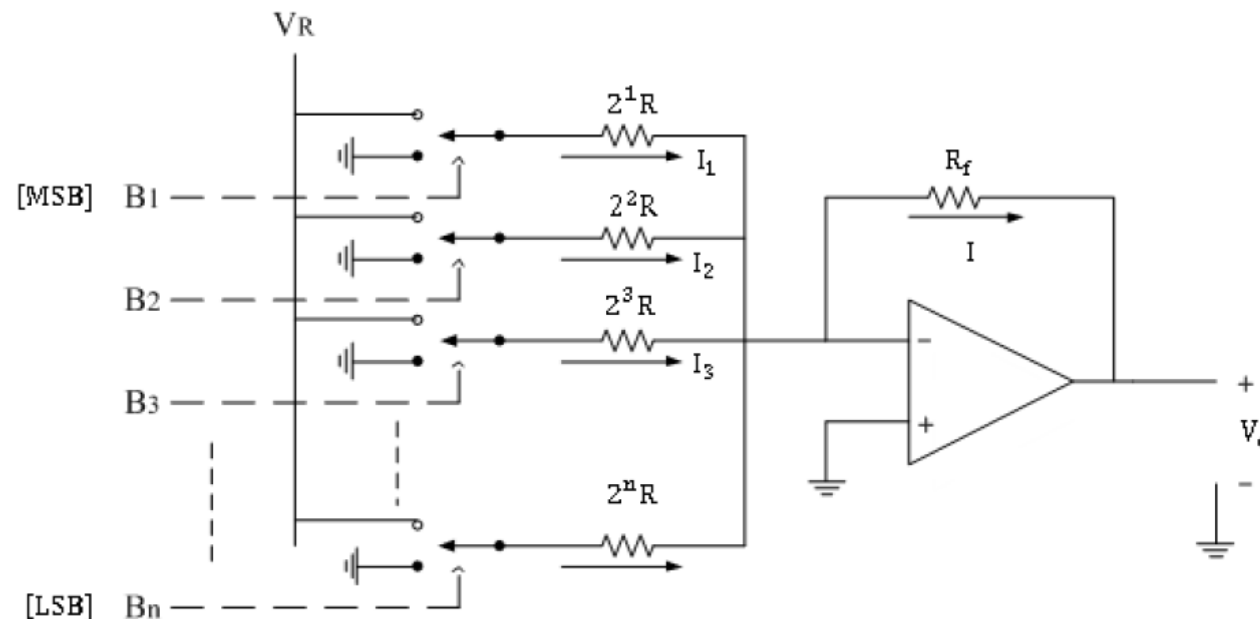 VR
2¹R
I₁
[MSB] B1
2²R
I₂
B2
2³R
I₃
B3
2ⁿR
[LSB] Bn
Rf
I
-
+
+
-